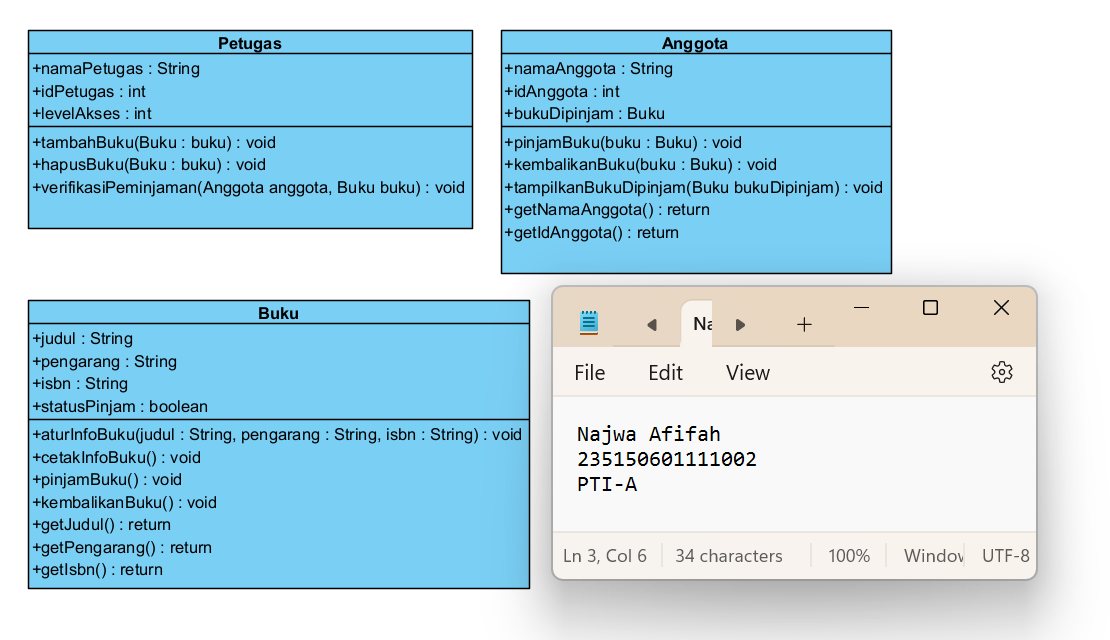 Petugas
+namaPetugas : String
+idPetugas : int
+levelAkses : int
+tambahBuku(Buku : buku) : void
+hapusBuku(Buku : buku) : void
+verifikasiPeminjaman(Anggota anggota, Buku buku) : void
Anggota
+namaAnggota : String
+idAnggota : int
+bukuDipinjam : Buku
+pinjamBuku(buku : Buku) : void
+kembalikanBuku(buku : Buku) : void
+tampilkanBukuDipinjam(Buku bukuDipinjam) : void
+getNamaAnggota() : return
+getIdAnggota() : return
Buku
+judul : String
+pengarang : String
+isbn : String
+statusPinjam : boolean
+aturInfoBuku(judul : String, pengarang : String, isbn : String) : void
+cetakInfoBuku() : void
+pinjamBuku() : void
+kembalikanBuku() : void
+getJudul() : return
+getPengarang() : return
+getIsbn() : return
Na
File Edit View
Najwa Afifah
235150601111002
PTI-A
Ln 3, Col 6 34 characters 100% Window UTF-8